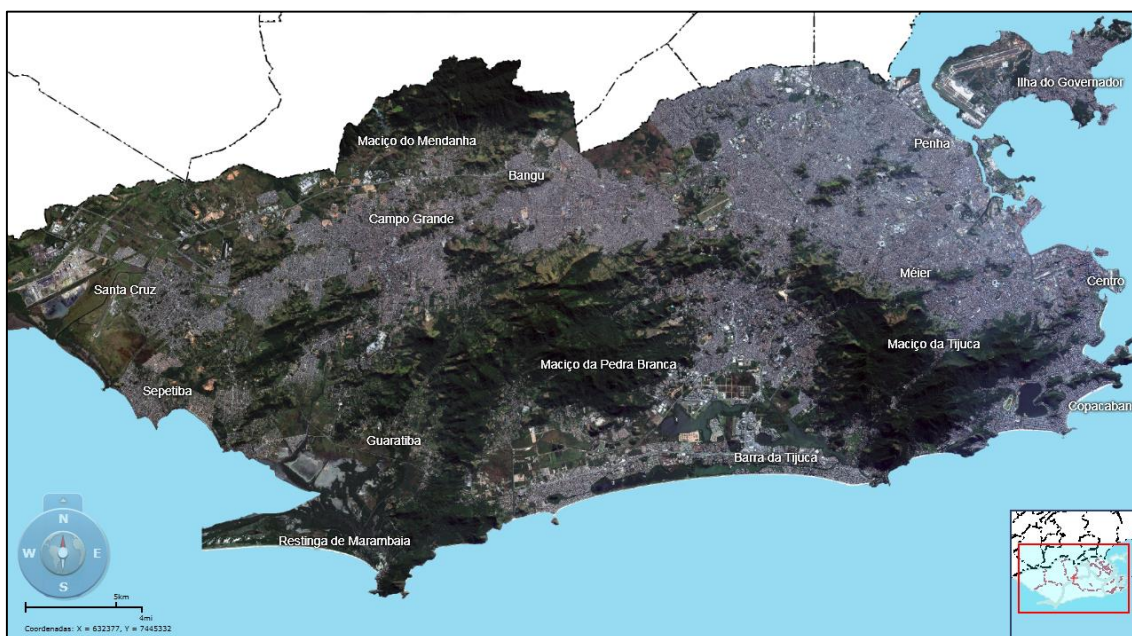 Ilha do Governador
Maciço do Mendanha
Penha
Bangu
Campo Grande
Méier
Centro
Santa Cruz
Maciço da Tijuca
Maciço da Pedra Branca
Sepetiba
Copacaban
Guaratiba
Barra da Tijuca
Restinga de Marambaia
N
W E
S
5km
4mi
Coordenadas: X = 632377, Y = 7445332